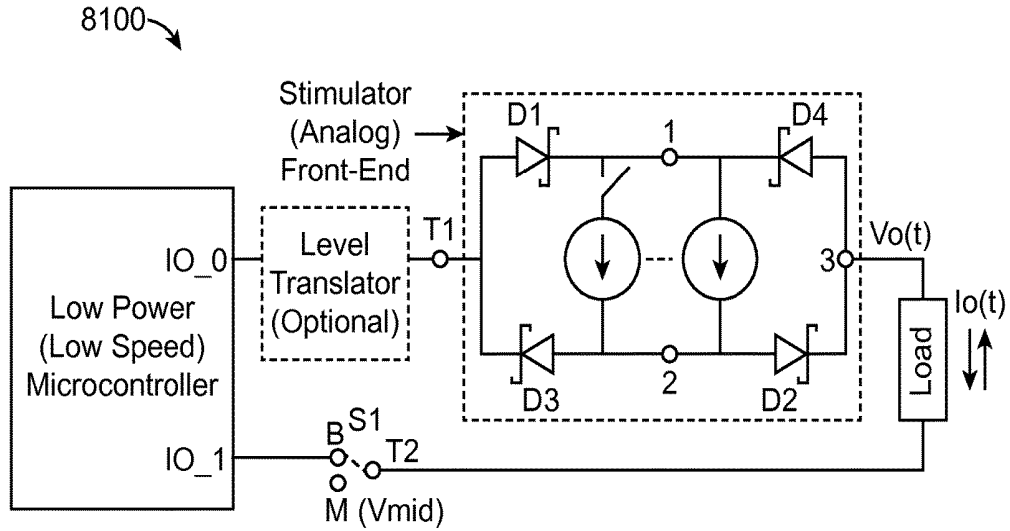 8100
Stimulator
(Analog)
Front-End
D1
1
D4
IO_0
Level
Translator
(Optional)
T1
3
Vo(t)
Low Power
(Low Speed)
Microcontroller
Io(t)
Load
D3
2
D2
IO_1
B
S1
T2
M (Vmid)